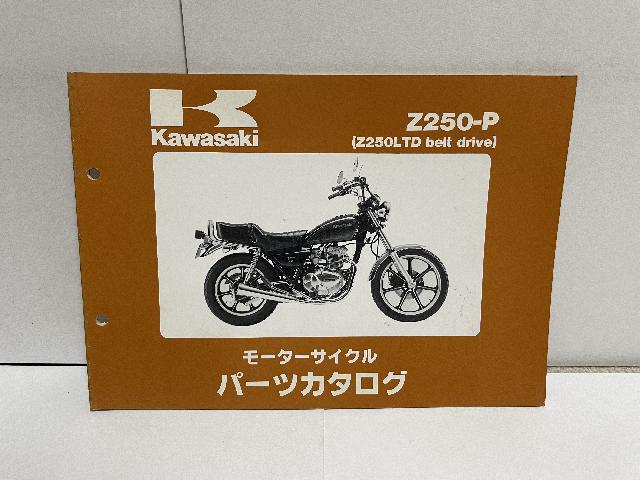 Kawasaki
Z250-P
(Z250LTD belt drive)
モーターサイクル
パーツカタログ